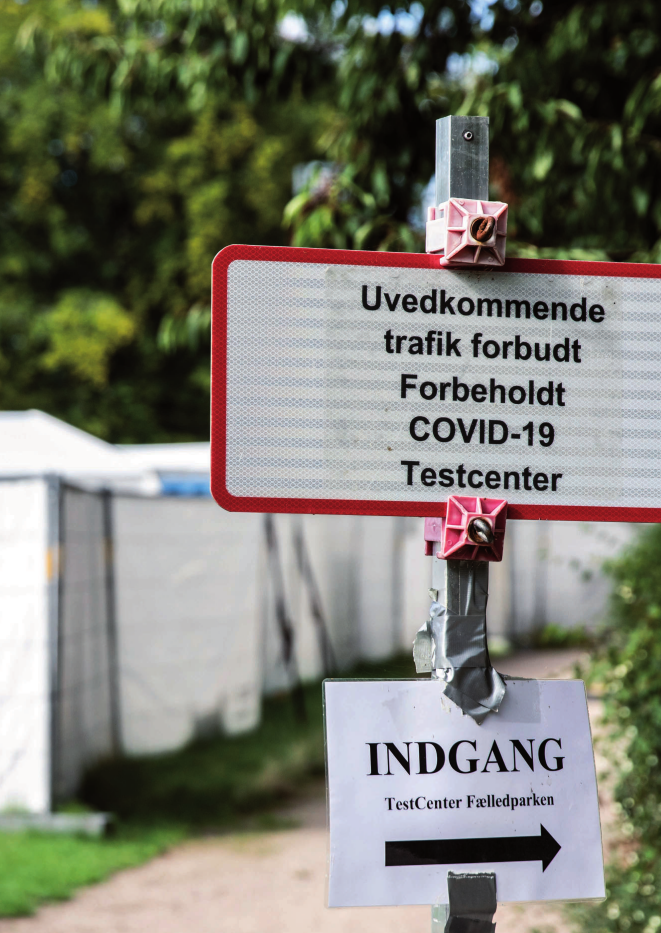 Uvedkommende
trafik forbudt
Forbeholdt
COVID-19
Testcenter
INDGANG
TestCenter Fælledparken